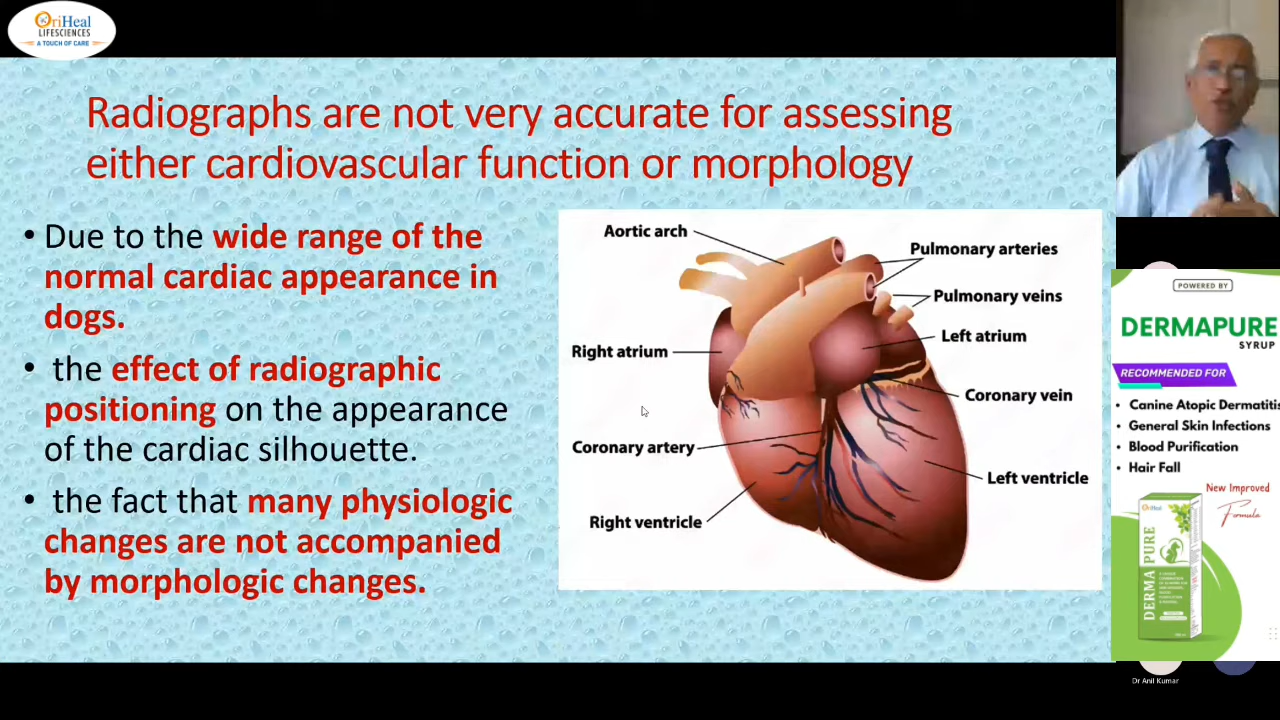 OriHeal
LIFESCIENCES
A TOUCH OF CARE
Radiographs are not very accurate for assessing
either cardiovascular function or morphology
• Due to the wide range of the
normal cardiac appearance in
dogs.
• the effect of radiographic
positioning on the appearance
of the cardiac silhouette.
• the fact that many physiologic
changes are not accompanied
by morphologic changes.
Aortic arch
Pulmonary arteries
Pulmonary veins
Left atrium
Right atrium
Coronary vein
Coronary artery
Left ventricle
Right ventricle
POWERED BY
DERMAPURE
SYRUP
RECOMMENDED FOR
• Canine Atopic Dermatitis
• General Skin Infections
• Blood Purification
• Hair Fall
New Improved
Formula
OriHeal
DERMAPURE
Dr Anil Kumar